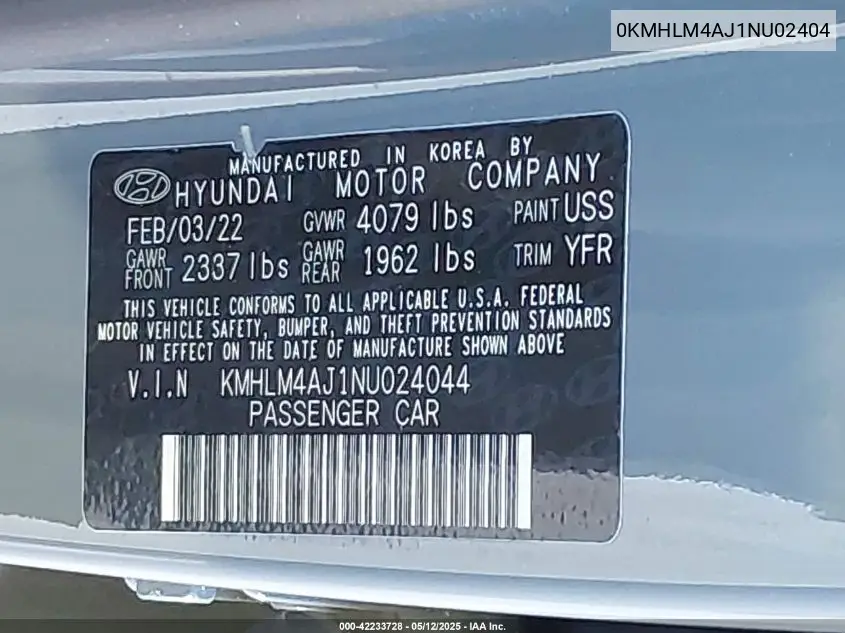 0KMHLM4AJ1NU02404
MANUFACTURED IN KOREA BY
HYUNDAI MOTOR COMPANY
FEB/03/22 GVWR 4079 lbs PAINT USS
GAWR FRONT 2337 lbs GAWR REAR 1962 lbs TRIM YFR
THIS VEHICLE CONFORMS TO ALL APPLICABLE U.S.A. FEDERAL
MOTOR VEHICLE SAFETY, BUMPER, AND THEFT PREVENTION STANDARDS
IN EFFECT ON THE DATE OF MANUFACTURE SHOWN ABOVE
V.I.N KMHLM4AJ1NU024044
PASSENGER CAR
000-42233728 - 05/12/2025 - IAA Inc.